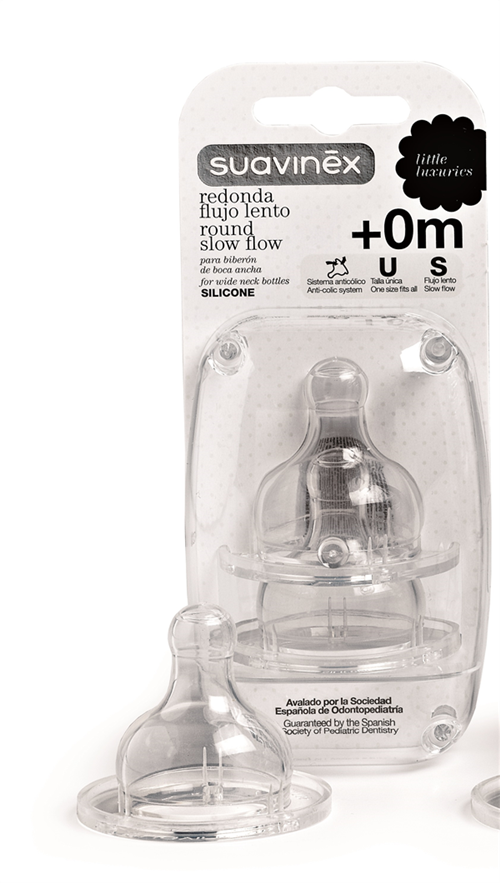 suavinēx
little
luxuries
redonda
flujo lento
round
slow flow
para biberón
de boca ancha
for wide neck bottles
SILICONE
+0m
U S
Sistema anticólico Talla única Flujo lento
Anti-colic system One size fits all Slow flow
Avalado por la Sociedad
Española de Odontopediatría
Guaranteed by the Spanish
Society of Pediatric Dentistry